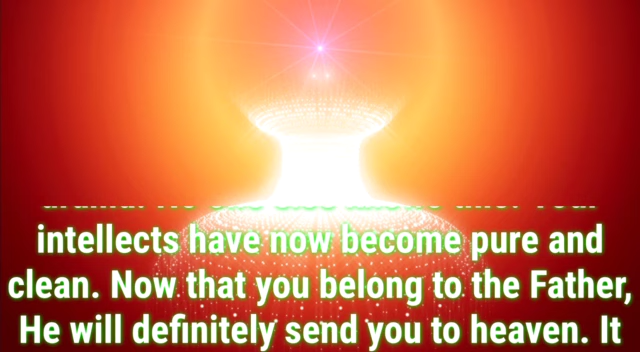 intellects have now become pure and
clean. Now that you belong to the Father,
He will definitely send you to heaven. It